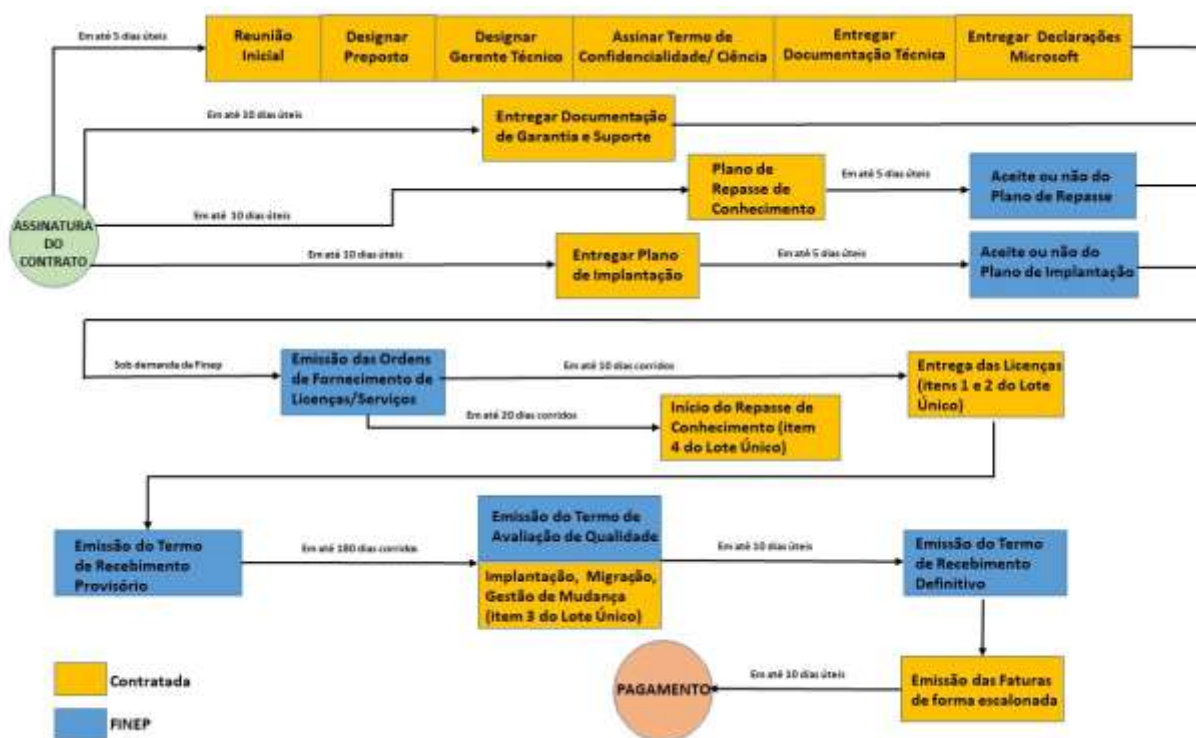 Em até 5 dias úteis
Reunião
Inicial
Designar
Preposto
Designar
Gerente Técnico
Assinar Termo de
Confidencialidade/ Ciência
Entregar
Documentação Técnica
Entregar Declarações
Microsoft
Em até 10 dias úteis
Entregar Documentação
de Garantia e Suporte
Em até 10 dias úteis
Plano de
Repasse de
Conhecimento
Em até 5 dias úteis
Aceite ou não do
Plano de Repasse
ASSINATURA
DO
CONTRATO
Em até 10 dias úteis
Entregar Plano
de Implantação
Em até 5 dias úteis
Aceite ou não do
Plano de Implantação
Sob demanda da Finep
Emissão das Ordens
de Fornecimento de
Licenças/Serviços
Em até 10 dias corridos
Entrega das Licenças
(itens 1 e 2 do Lote
Único)
Em até 20 dias corridos
Início do Repasse de
Conhecimento (item
4 do Lote Único)
Emissão do Termo
de Recebimento
Provisório
Em até 180 dias corridos
Emissão do Termo de
Avaliação de Qualidade
Implantação, Migração,
Gestão de Mudança
(item 3 do Lote Único)
Em até 10 dias úteis
Emissão do Termo
de Recebimento
Definitivo
Emissão das Faturas
de forma escalonada
Em até 10 dias úteis
PAGAMENTO
Contratada
FINEP